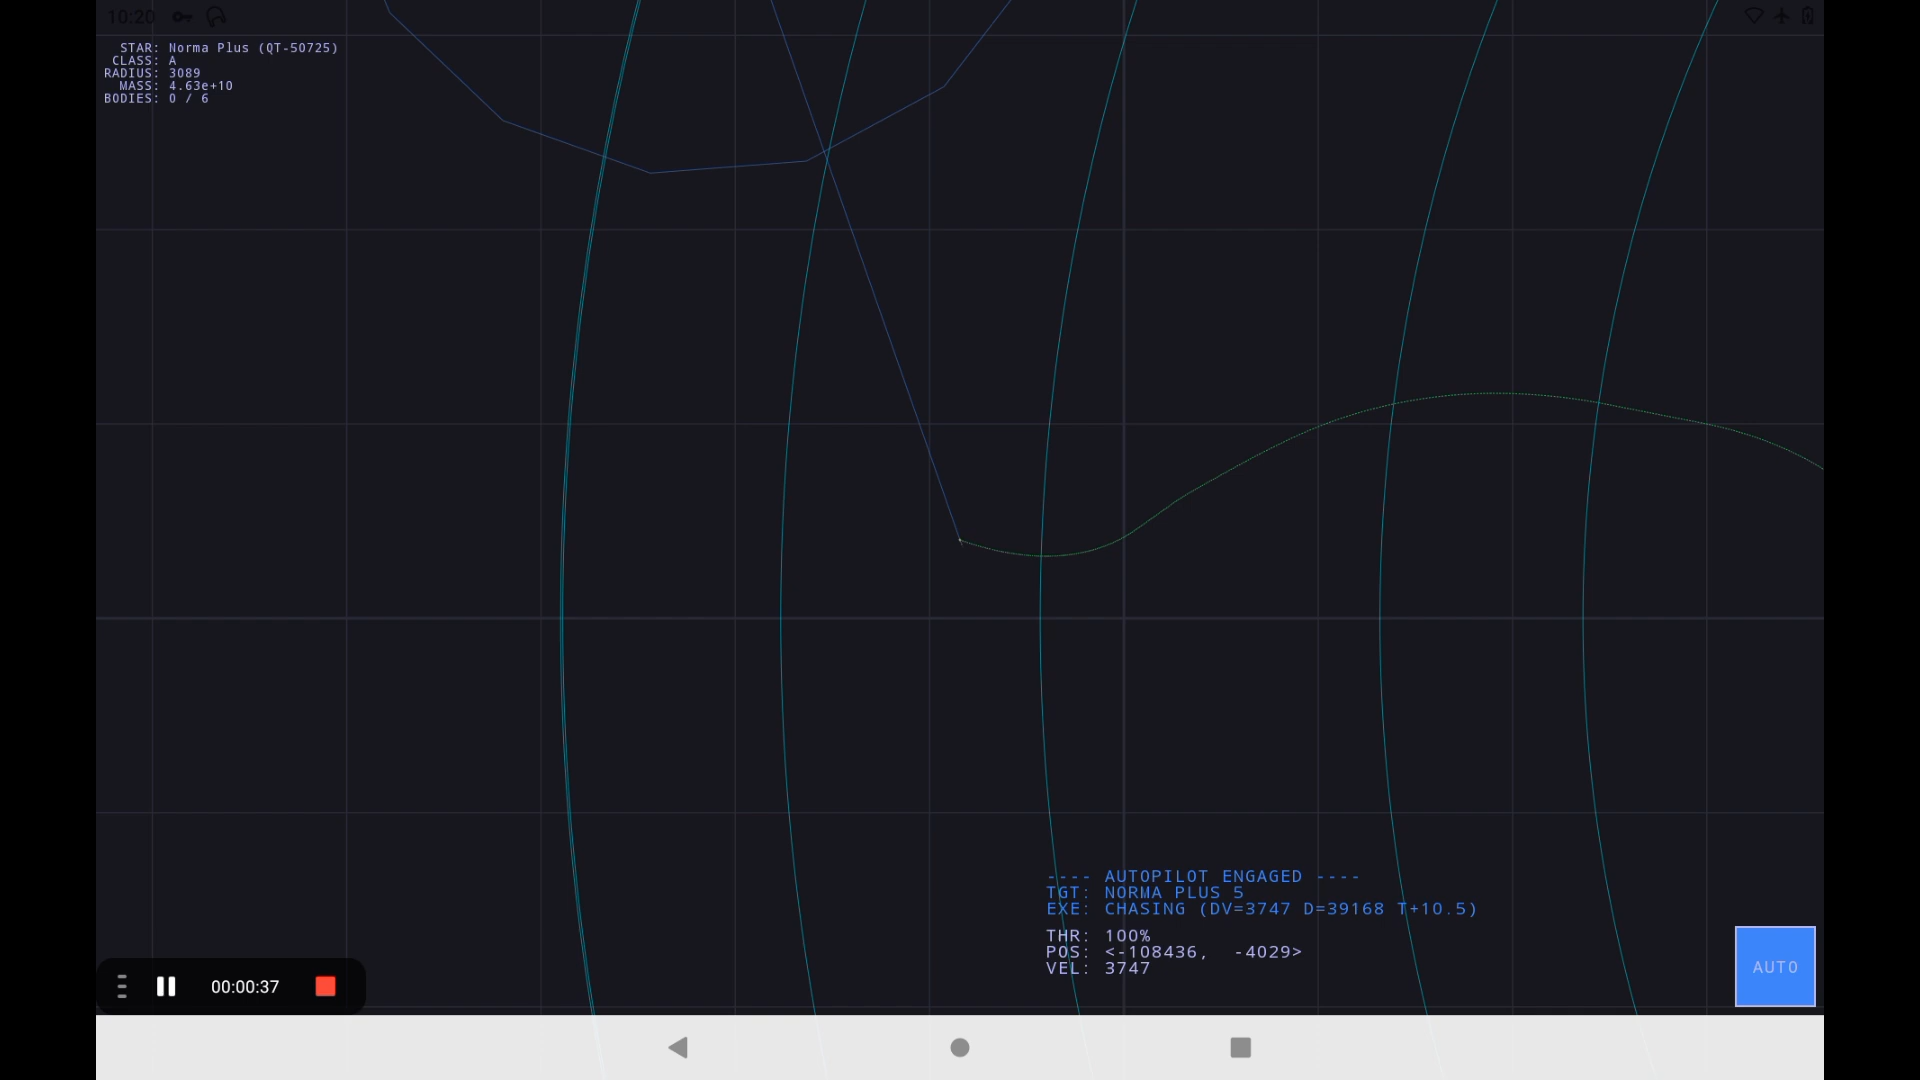 10:20
STAR: Norma Plus (QT-50725)
CLASS: A
RADIUS: 3089
MASS: 4.63e+10
BODIES: 0 / 6
---- AUTOPILOT ENGAGED ----
TGT: NORMA PLUS 5
EXE: CHASING (DV=3747 D=39168 T+10.5)
THR: 100%
POS: <-108436,  -4029>
VEL: 3747
AUTO
00:00:37